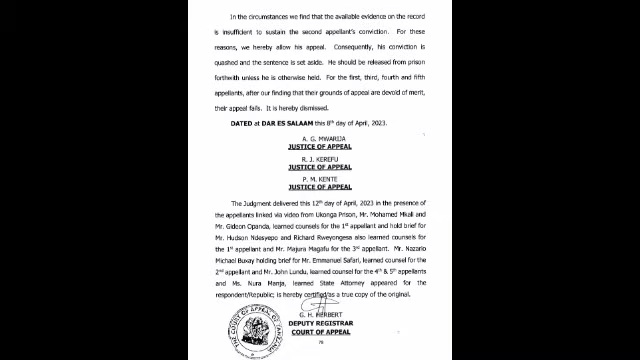 In the circumstances we find that the available evidence on the record
is insufficient to sustain the second appellant's conviction. For these
reasons, we hereby allow his appeal. Consequently, his conviction is
quashed and the sentence is set aside. He should be released from prison
forthwith unless he is otherwise held. For the first, third, fourth and fifth
appellants, after our finding that their grounds of appeal are devoid of merit,
their appeal fails. It is hereby dismissed.
DATED at DAR ES SALAAM this 8th day of April, 2023.
A. G. MWARIJA
JUSTICE OF APPEAL
R. J. KEREFU
JUSTICE OF APPEAL
P. M. KENTE
JUSTICE OF APPEAL
The Judgment delivered this 12th day of April, 2023 in the presence of
the appellants linked via video from Ukonga Prison, Mr. Mohamed Mkali and
Mr. Gideon Opanda, learned counsels for the 1st appellant and hold brief for
Mr. Hudson Ndesyepo and Richard Rweyongesa also learned counsels for
the 1st appellant and Mr. Majura Magafu for the 3rd appellant. Mr. Nazario
Michael Buxay holding brief for Mr. Emmanuel Safari, learned counsel for the
2nd appellant and Mr. John Lundu, learned counsel for the 4th & 5th appellants
and Ms. Nura Manja, learned State Attorney appeared for the
respondent/Republic; is hereby certified as a true copy of the original.
G. H. HERBERT
DEPUTY REGISTRAR
COURT OF APPEAL
78
THE COURT OF APPEAL OF TANZANIA